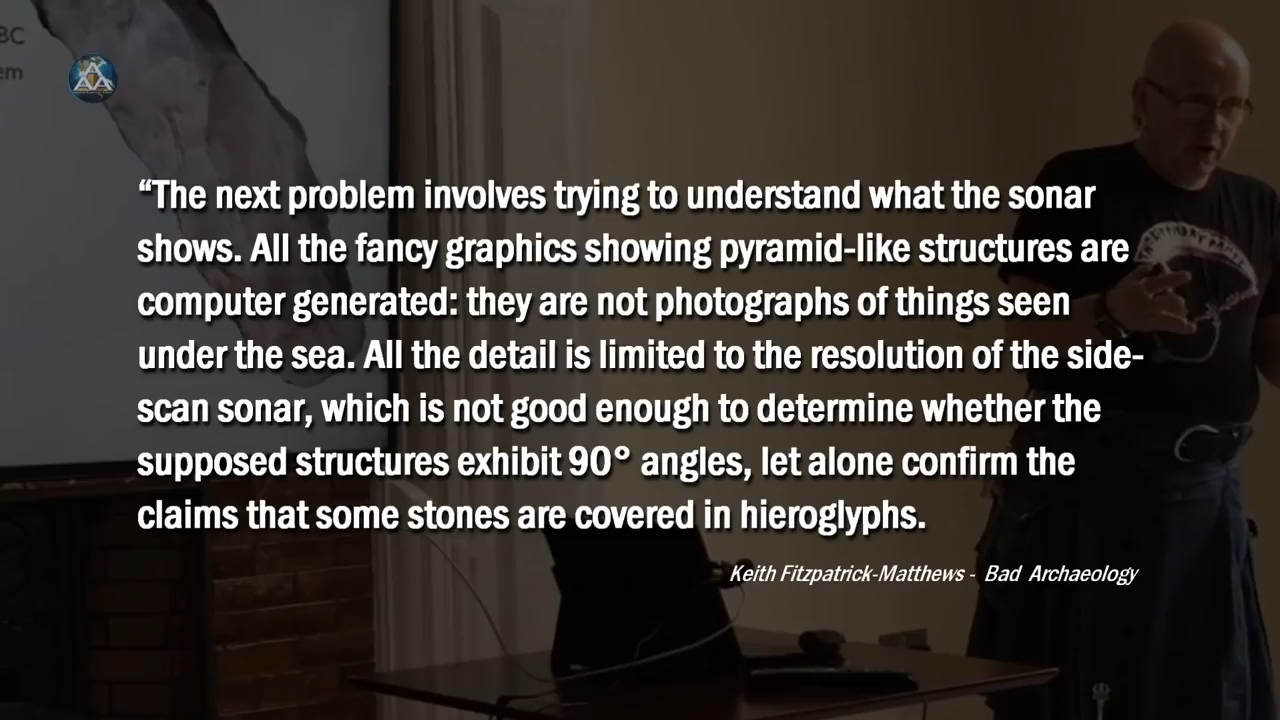 BC
em
AAA
“The next problem involves trying to understand what the sonar
shows. All the fancy graphics showing pyramid-like structures are
computer generated: they are not photographs of things seen
under the sea. All the detail is limited to the resolution of the side-
scan sonar, which is not good enough to determine whether the
supposed structures exhibit 90° angles, let alone confirm the
claims that some stones are covered in hieroglyphs.
Keith Fitzpatrick-Matthews - Bad Archaeology